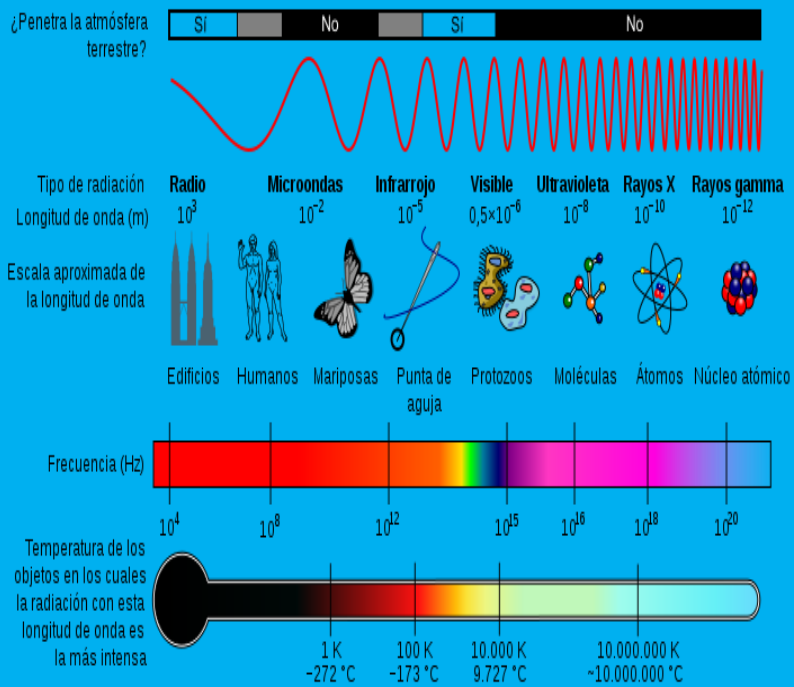 ¿Penetra la atmósfera
terrestre?
Sí No Sí No
Tipo de radiación Radio Microondas Infrarrojo Visible Ultravioleta Rayos X Rayos gamma
Longitud de onda (m) 10³ 10⁻² 10⁻⁵ 0,5×10⁻⁶ 10⁻⁸ 10⁻¹⁰ 10⁻¹²
Escala aproximada de
la longitud de onda
Edificios Humanos Mariposas Punta de Protozoos Moléculas Átomos Núcleo atómico
aguja
Frecuencia (Hz)
10⁴ 10⁸ 10¹² 10¹⁵ 10¹⁶ 10¹⁸ 10²⁰
Temperatura de los
objetos en los cuales
la radiación con esta
longitud de onda es
la más intensa
1 K 100 K 10.000 K 10.000.000 K
−272 °C −173 °C 9.727 °C ~10.000.000 °C